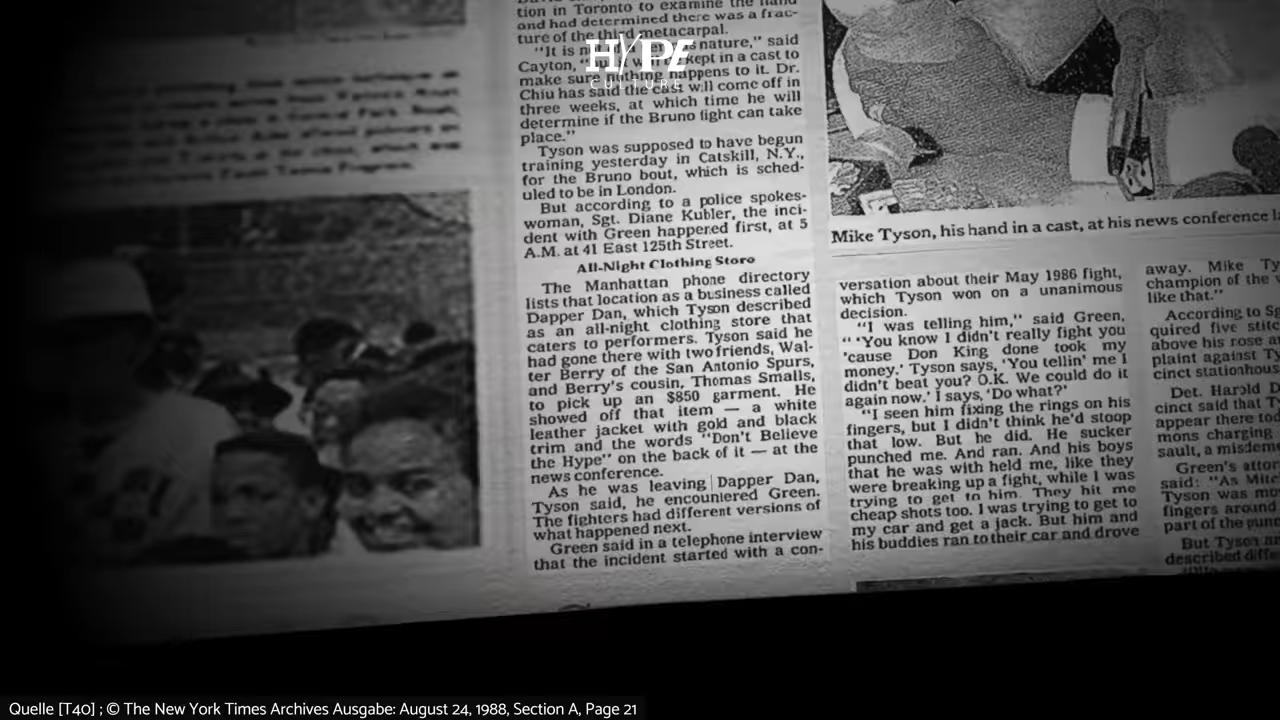 tion in Toronto to examine the hand
and had determined there was a frac-
ture of the third metacarpal.
"It is nature," said
Cayton, kept in a cast to
make sure nothing happens to it. Dr.
Chiu has said the cast will come off in
three weeks, at which time he will
determine if the Bruno fight can take
place."
Tyson was supposed to have begun
training yesterday in Catskill, N.Y.,
for the Bruno bout, which is sched-
uled to be in London.
But according to a police spokes-
woman, Sgt. Diane Kubler, the inci-
dent with Green happened first, at 5
A.M. at 41 East 125th Street.
All-Night Clothing Store
The Manhattan phone directory
lists that location as a business called
Dapper Dan, which Tyson described
as an all-night clothing store that
caters to performers. Tyson said he
had gone there with two friends, Wal-
ter Berry of the San Antonio Spurs,
and Berry's cousin, Thomas Smalls,
to pick up an $850 garment. He
showed off that item — a white
leather jacket with gold and black
trim and the words "Don't Believe
the Hype" on the back of it — at the
news conference.
As he was leaving Dapper Dan,
Tyson said, he encountered Green.
The fighters had different versions of
what happened next.
Green said in a telephone interview
that the incident started with a con-
HYPE
CULTURE
Mike Tyson, his hand in a cast, at his news conference
versation about their May 1986 fight,
which Tyson won on a unanimous
decision.
"I was telling him," said Green,
" 'You know I didn't really fight you
'cause Don King done took my
money.' Tyson says, 'You tellin' me I
didn't beat you? O.K. We could do it
again now.' I says, 'Do what?'
"I seen him fixing the rings on his
fingers, but I didn't think he'd stoop
that low. But he did. He sucker
punched me. And ran. And his boys
that he was with held me, like they
were breaking up a fight, while I was
trying to get to him. They hit me
cheap shots too. I was trying to get to
my car and get a jack. But him and
his buddies ran to their car and drove
away. Mike Ty
champion of the
like that."
According to Sg
quired five stitc
above his rose a
plaint against Ty
cinct stationhous
Det. Harold D
cinct said that T
appear there tod
mons charging
sault, a misdem
Green's attor
said: "As Mitc
Tyson was mo
fingers around
part of the pun
But Tyson an
described diffe
Quelle [T40] ; © The New York Times Archives Ausgabe: August 24, 1988, Section A, Page 21